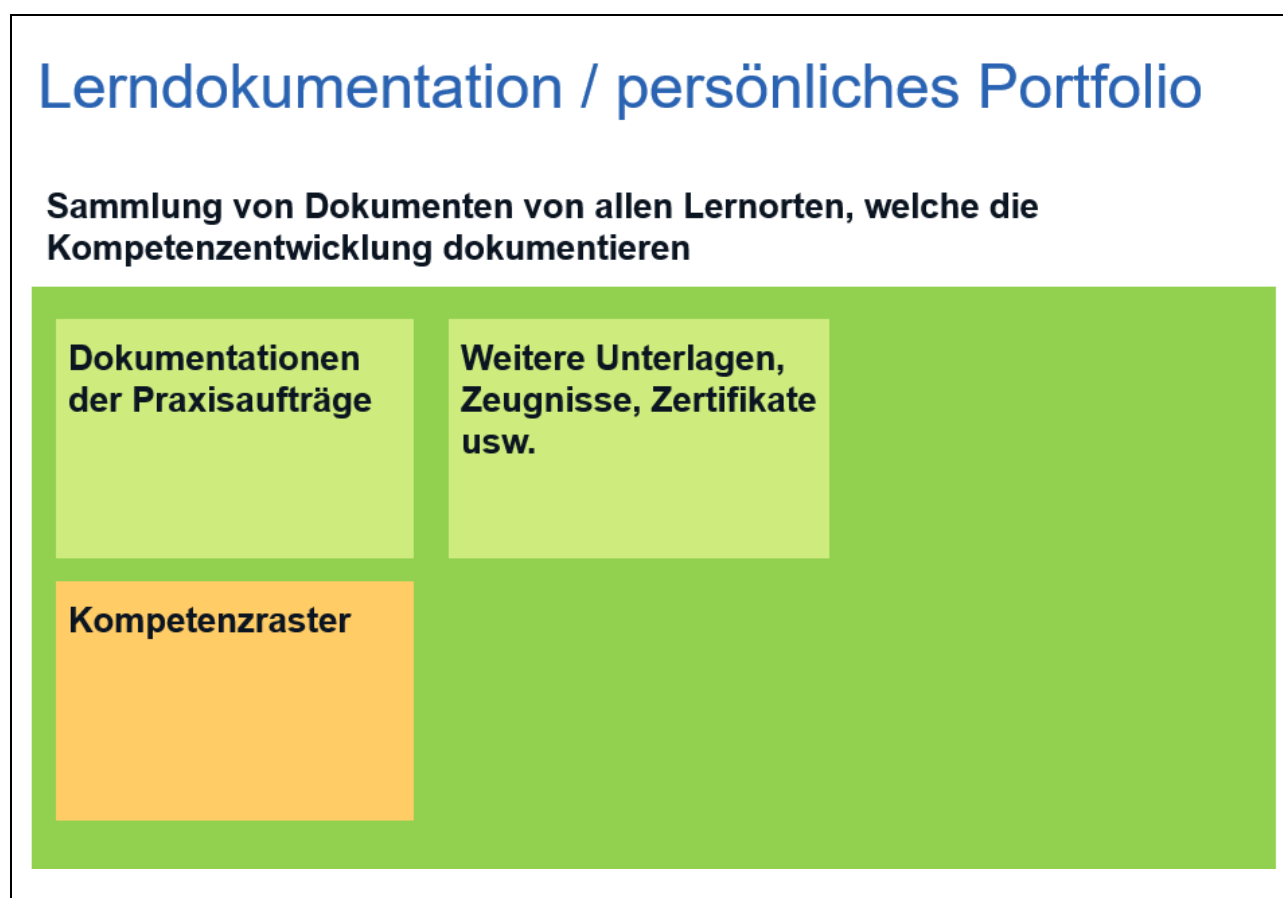 Lerndokumentation / persönliches Portfolio
Sammlung von Dokumenten von allen Lernorten, welche die
Kompetenzentwicklung dokumentieren
Dokumentationen
der Praxisaufträge
Weitere Unterlagen,
Zeugnisse, Zertifikate
usw.
Kompetenzraster